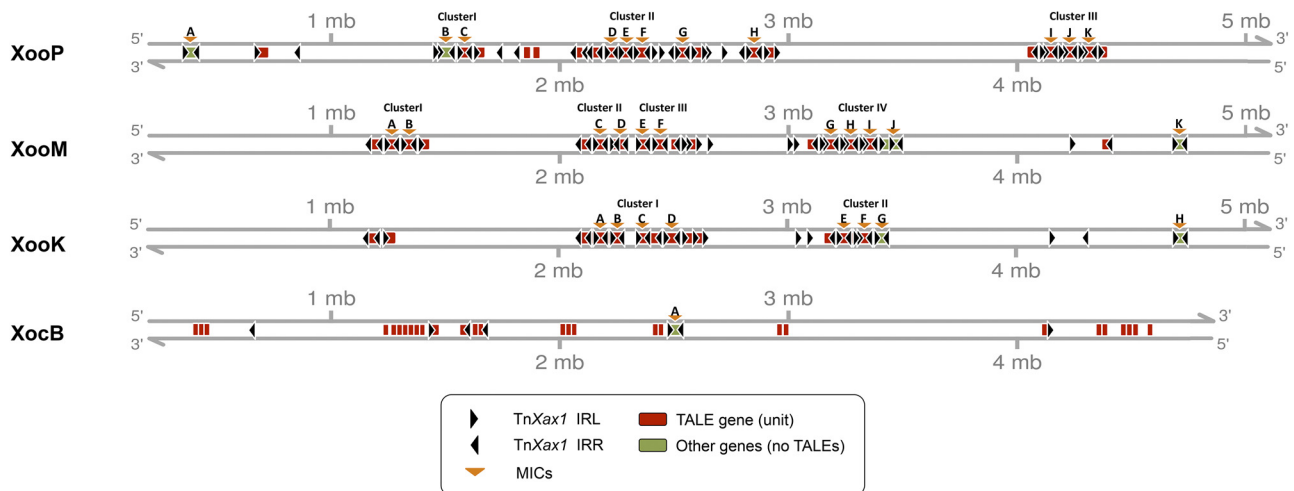 ClusterI Cluster II Cluster III
1 mb 3 mb 5 mb
A B C D E F G H I J K
5' 3'
XooP
3' 5'
2 mb 4 mb
ClusterI Cluster II Cluster III Cluster IV
1 mb 3 mb 5 mb
A B C D E F G H I J K
5' 3'
XooM
3' 5'
2 mb 4 mb
Cluster I Cluster II
1 mb 3 mb 5 mb
A B C D E F G H
5' 3'
XooK
3' 5'
2 mb 4 mb
1 mb 3 mb
A
5' 3'
XocB
3' 5'
2 mb 4 mb
TnXax1 IRL TALE gene (unit)
TnXax1 IRR Other genes (no TALEs)
MICs